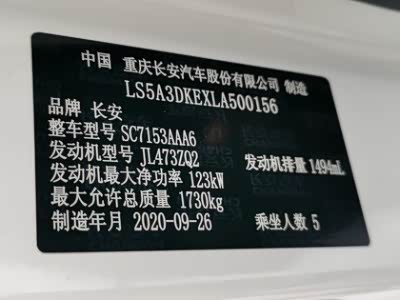 中国 重庆长安汽车股份有限公司 制造
LS5A3DKEXLA500156
品牌 长安
整车型号 SC7153AAA6
发动机型号 JL473ZQ2 发动机排量 1494mL
发动机最大净功率 123kW
最大允许总质量 1730kg
制造年月 2020-09-26 乘坐人数 5